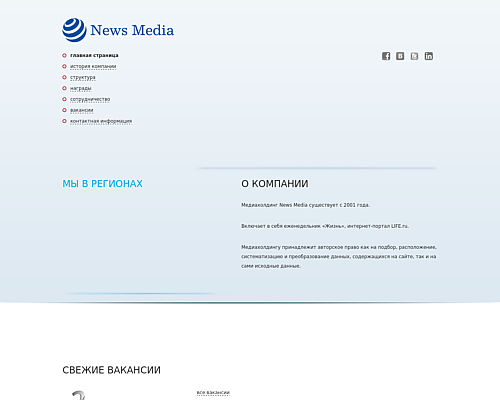 News Media
главная страница
история компании
структура
награды
сотрудничество
вакансии
контактная информация
МЫ В РЕГИОНАХ
О КОМПАНИИ
Медиахолдинг News Media существует с 2001 года.
Включает в себя еженедельник «Жизнь», интернет-портал LIFE.ru.
Медиахолдингу принадлежит авторское право как на подбор, расположение,
систематизацию и преобразование данных, содержащихся на сайте, так и на
сами исходные данные.
СВЕЖИЕ ВАКАНСИИ
все вакансии